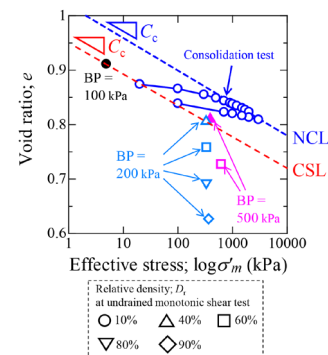 Void ratio; e
1
0.9
0.8
0.7
0.6
Cc
Cc
Consolidation test
BP =
100 kPa
BP =
200 kPa
BP =
500 kPa
NCL
CSL
1 10 100 1000 10000
Effective stress; logσ'm (kPa)
Relative density; Dr
at undrained monotonic shear test
10% 40% 60%
80% 90%